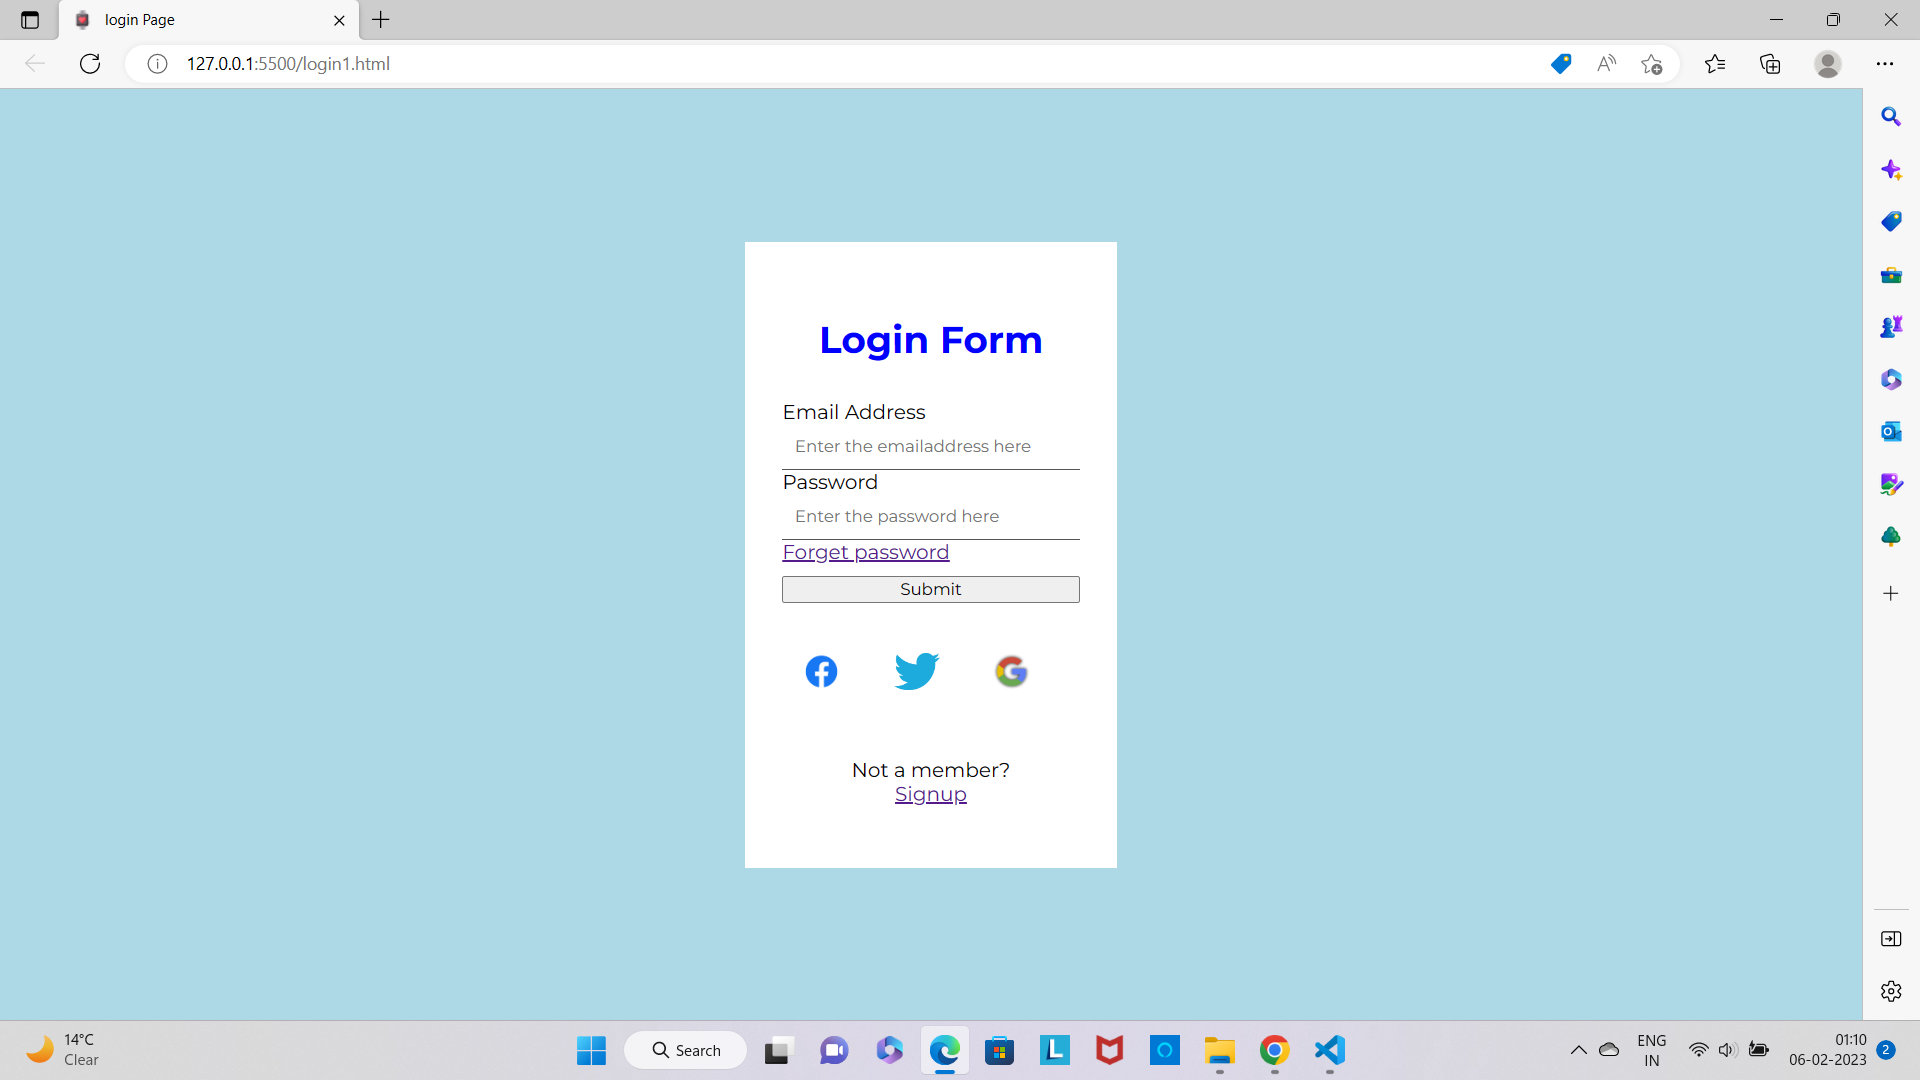 login Page
127.0.0.1:5500/login1.html
Login Form
Email Address
Enter the emailaddress here
Password
Enter the password here
Forget password
Submit
Not a member?
Signup
14°C
Clear
Search
ENG
IN
01:10
06-02-2023
2